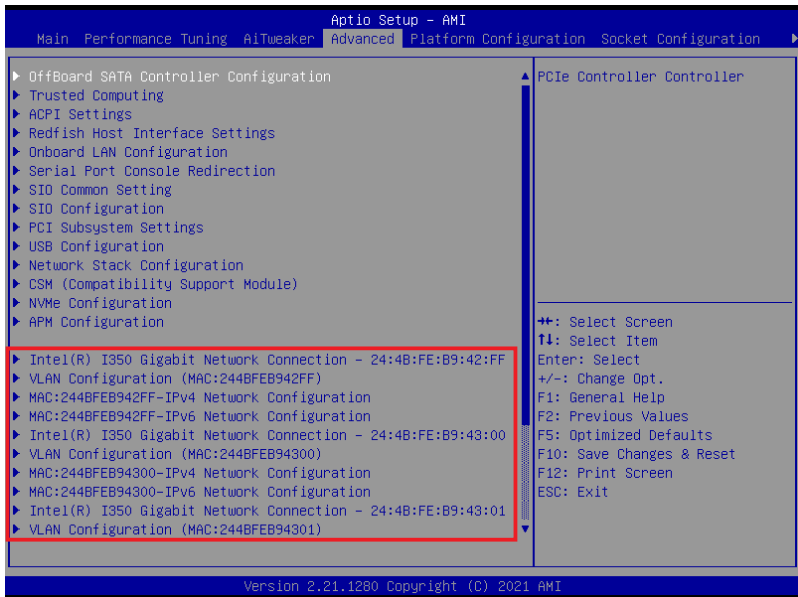 Aptio Setup - AMI
Main Performance Tuning AiTweaker Advanced Platform Configuration Socket Configuration
OffBoard SATA Controller Configuration
Trusted Computing
ACPI Settings
Redfish Host Interface Settings
Onboard LAN Configuration
Serial Port Console Redirection
SIO Common Setting
SIO Configuration
PCI Subsystem Settings
USB Configuration
Network Stack Configuration
CSM (Compatibility Support Module)
NVMe Configuration
APM Configuration
Intel(R) I350 Gigabit Network Connection - 24:4B:FE:B9:42:FF
VLAN Configuration (MAC:244BFEB942FF)
MAC:244BFEB942FF-IPv4 Network Configuration
MAC:244BFEB942FF-IPv6 Network Configuration
Intel(R) I350 Gigabit Network Connection - 24:4B:FE:B9:43:00
VLAN Configuration (MAC:244BFEB94300)
MAC:244BFEB94300-IPv4 Network Configuration
MAC:244BFEB94300-IPv6 Network Configuration
Intel(R) I350 Gigabit Network Connection - 24:4B:FE:B9:43:01
VLAN Configuration (MAC:244BFEB94301)
PCIe Controller Controller
→←: Select Screen
↑↓: Select Item
Enter: Select
+/-: Change Opt.
F1: General Help
F2: Previous Values
F5: Optimized Defaults
F10: Save Changes & Reset
F12: Print Screen
ESC: Exit
Version 2.21.1280 Copyright (C) 2021 AMI